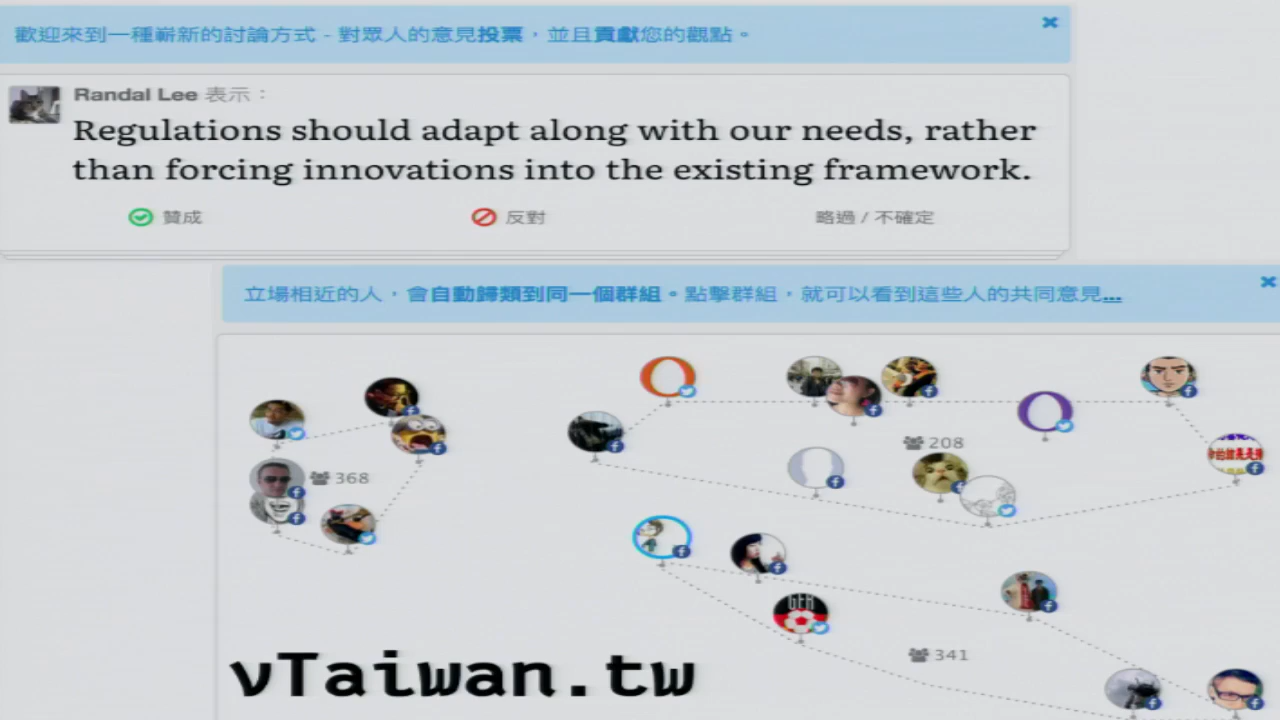 歡迎來到一種嶄新的討論方式 - 對眾人的意見投票，並且貢獻您的觀點。
Randal Lee 表示：
Regulations should adapt along with our needs, rather
than forcing innovations into the existing framework.
贊成
反對
略過 / 不確定
立場相近的人，會自動歸類到同一個群組。點擊群組，就可以看到這些人的共同意見...
208
368
GER
341
vTaiwan.tw